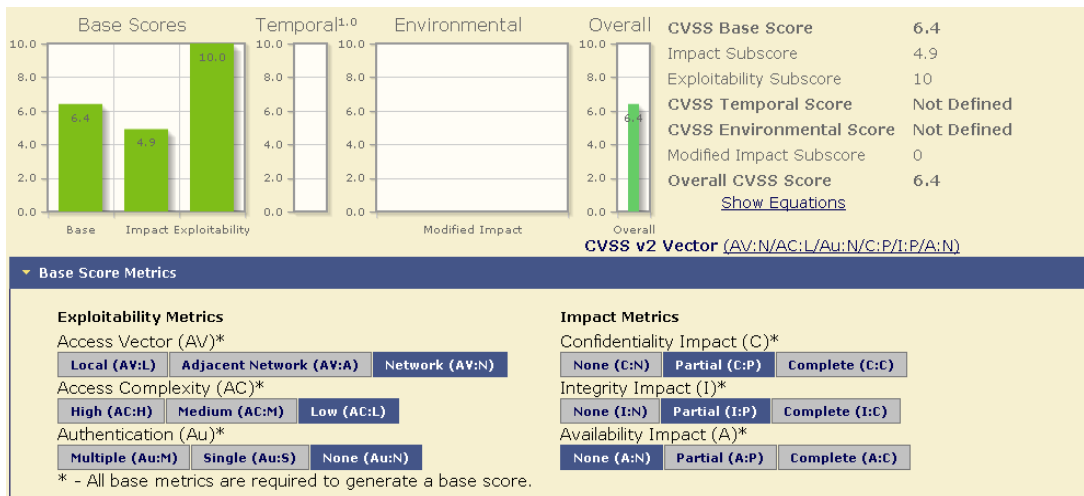 Base Scores
Temporal1.0
Environmental
Overall
10.0
8.0
6.0
4.0
2.0
0.0
6.4
4.9
10.0
Base
Impact
Exploitability
10.0
8.0
6.0
4.0
2.0
0.0
10.0
8.0
6.0
4.0
2.0
0.0
Modified Impact
10.0
8.0
6.0
4.0
2.0
0.0
6.4
Overall
CVSS Base Score 6.4
Impact Subscore 4.9
Exploitability Subscore 10
CVSS Temporal Score Not Defined
CVSS Environmental Score Not Defined
Modified Impact Subscore 0
Overall CVSS Score 6.4
Show Equations
CVSS v2 Vector (AV:N/AC:L/Au:N/C:P/I:P/A:N)
Base Score Metrics
Exploitability Metrics
Access Vector (AV)*
Local (AV:L) Adjacent Network (AV:A) Network (AV:N)
Access Complexity (AC)*
High (AC:H) Medium (AC:M) Low (AC:L)
Authentication (Au)*
Multiple (Au:M) Single (Au:S) None (Au:N)
* - All base metrics are required to generate a base score.
Impact Metrics
Confidentiality Impact (C)*
None (C:N) Partial (C:P) Complete (C:C)
Integrity Impact (I)*
None (I:N) Partial (I:P) Complete (I:C)
Availability Impact (A)*
None (A:N) Partial (A:P) Complete (A:C)